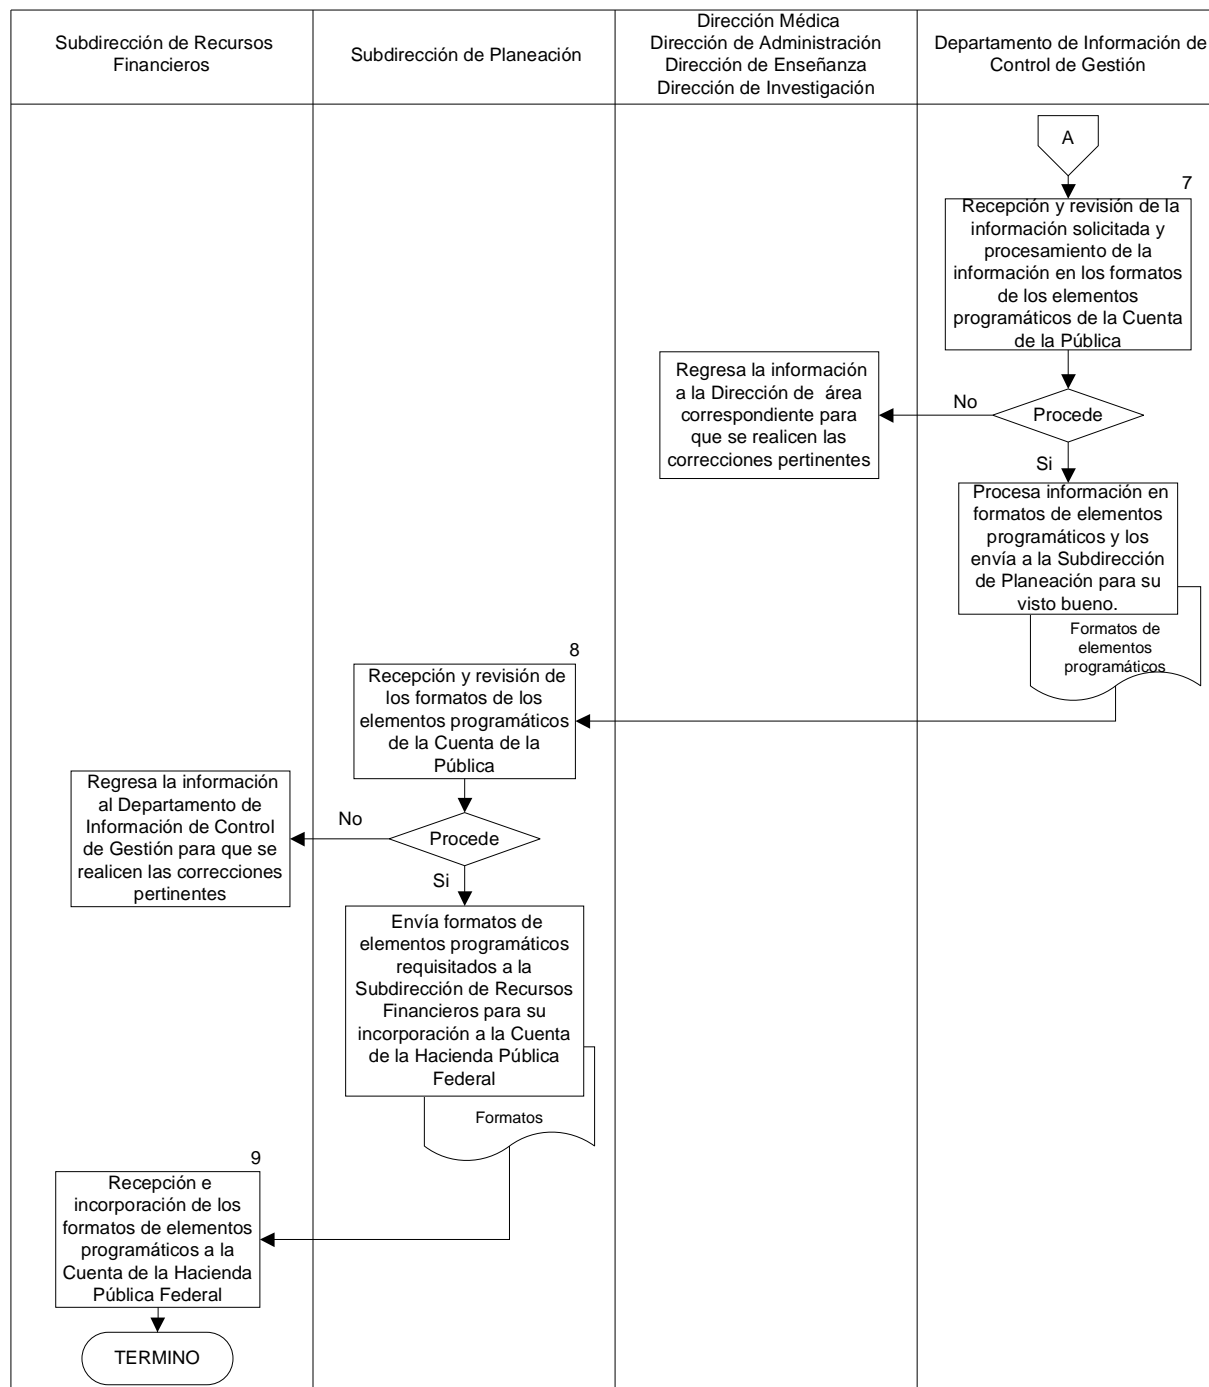 Subdirección de Recursos
Financieros
Subdirección de Planeación
Dirección Médica
Dirección de Administración
Dirección de Enseñanza
Dirección de Investigación
Departamento de Información de
Control de Gestión
A
7
Recepción y revisión de la
información solicitada y
procesamiento de la
información en los formatos
de los elementos
programáticos de la Cuenta
de la Pública
Procede
No
Regresa la información
a la Dirección de área
correspondiente para
que se realicen las
correcciones pertinentes
Si
Procesa información en
formatos de elementos
programáticos y los
envía a la Subdirección
de Planeación para su
visto bueno.
Formatos de
elementos
programáticos
8
Recepción y revisión de
los formatos de los
elementos programáticos
de la Cuenta de la
Pública
Procede
No
Regresa la información
al Departamento de
Información de Control
de Gestión para que se
realicen las correcciones
pertinentes
Si
Envía formatos de
elementos programáticos
requisitados a la
Subdirección de Recursos
Financieros para su
incorporación a la Cuenta
de la Hacienda Pública
Federal
Formatos
9
Recepción e
incorporación de los
formatos de elementos
programáticos a la
Cuenta de la Hacienda
Pública Federal
TERMINO